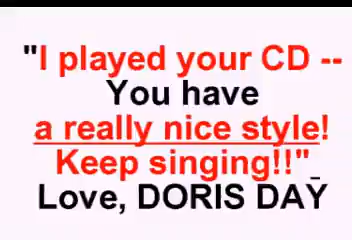 "I played your CD --
You have
a really nice style!
Keep singing!!"
Love, DORIS DAY